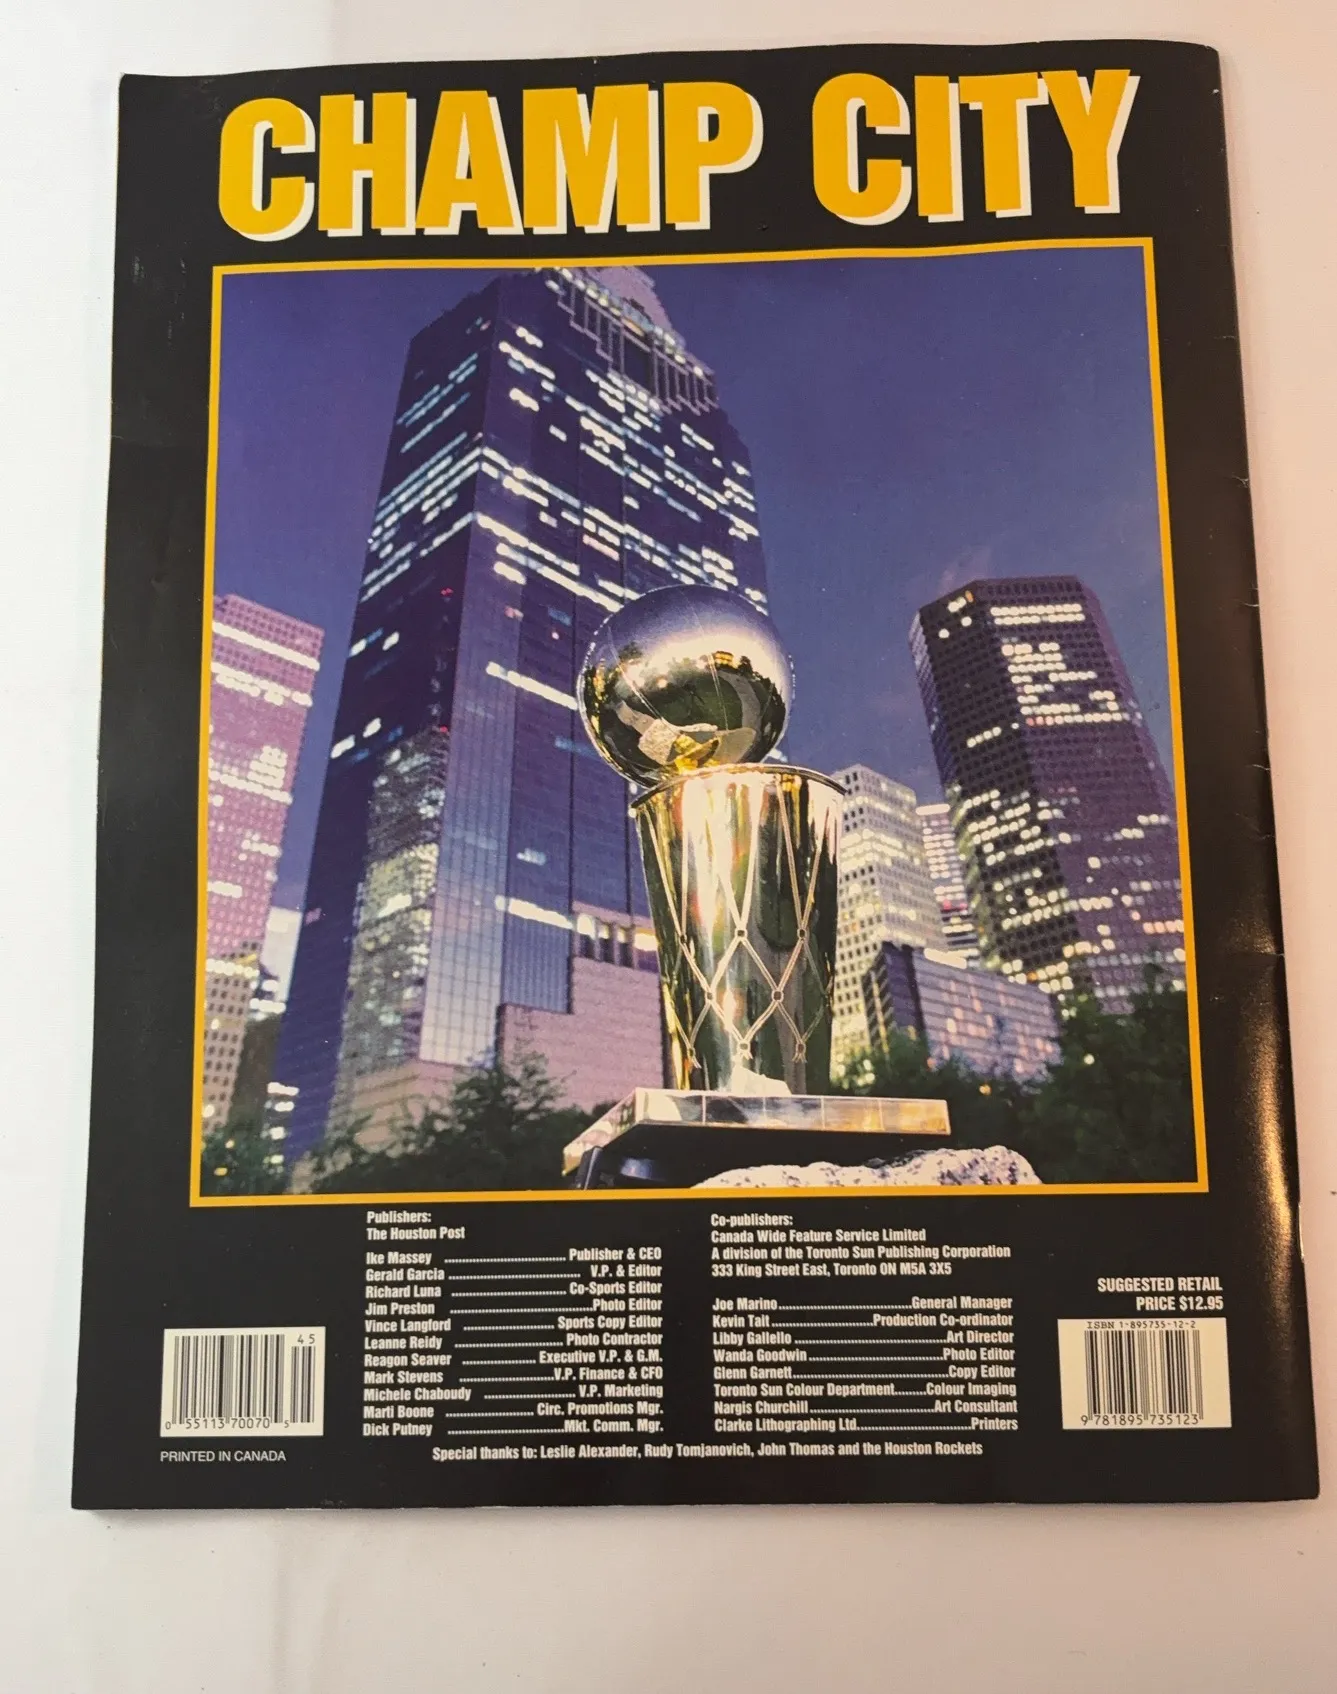 CHAMP CITY
Publishers:
The Houston Post
Ike Massey ........ Publisher & CEO
Gerald Garcia ........ V.P. & Editor
Richard Luna ........ Co-Sports Editor
Jim Preston ........ Photo Editor
Vince Langford ........ Sports Copy Editor
Leanne Reidy ........ Photo Contractor
Reagon Seaver ........ Executive V.P. & G.M.
Mark Stevens ........ V.P. Finance & CFO
Michele Chaboudy ........ V.P. Marketing
Marti Boone ........ Circ. Promotions Mgr.
Dick Putney ........ Mkt. Comm. Mgr.
Co-publishers:
Canada Wide Feature Service Limited
A division of the Toronto Sun Publishing Corporation
333 King Street East, Toronto ON M5A 3X5
Joe Marino ........ General Manager
Kevin Tait ........ Production Co-ordinator
Libby Gallello ........ Art Director
Wanda Goodwin ........ Photo Editor
Glenn Garnett ........ Copy Editor
Toronto Sun Colour Department ........ Colour Imaging
Nargis Churchill ........ Art Consultant
Clarke Lithographing Ltd. ........ Printers
Special thanks to: Leslie Alexander, Rudy Tomjanovich, John Thomas and the Houston Rockets
45
0 55113 70070 5
PRINTED IN CANADA
SUGGESTED RETAIL
PRICE $12.95
ISBN 1-895735-12-2
9 781895 735123